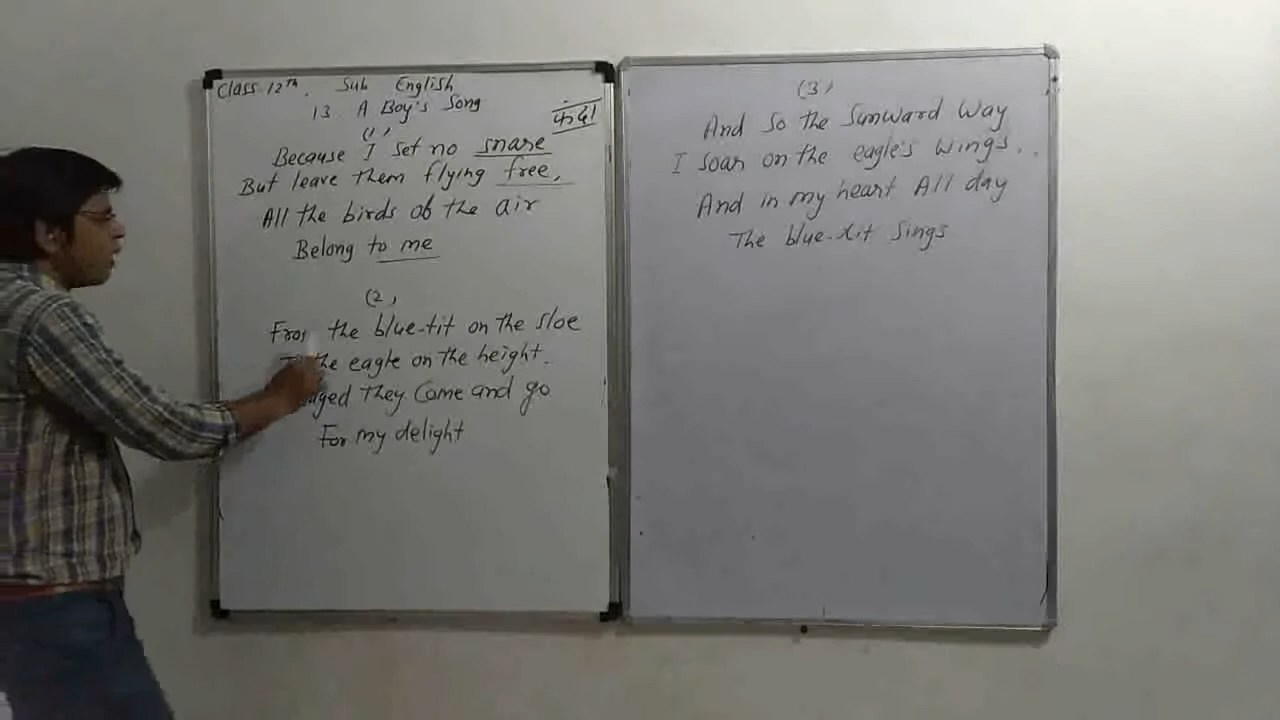 Class 12th, Sub English
13. A Boy's Song
फन्दा
(1)
Because I set no snare
But leave them flying free,
All the birds of the air
Belong to me
(2)
From the blue-tit on the sloe
the eagle on the height.
They Come and go
For my delight
(3)
And so the Sunward Way
I soar on the eagle's wings..
And in my heart All day
The blue-tit Sings